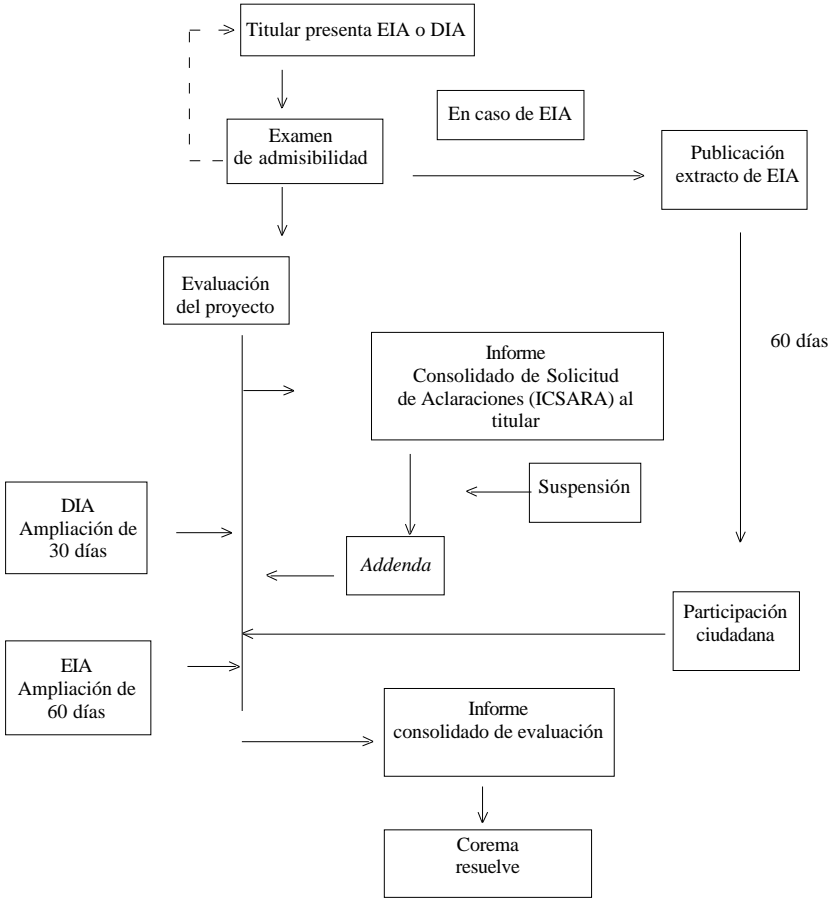 Titular presenta EIA o DIA
En caso de EIA
Examen
de admisibilidad
Publicación
extracto de EIA
Evaluación
del proyecto
60 días
Informe
Consolidado de Solicitud
de Aclaraciones (ICSARA) al
titular
Suspensión
DIA
Ampliación de
30 días
Addenda
Participación
ciudadana
EIA
Ampliación de
60 días
Informe
consolidado de evaluación
Corema
resuelve